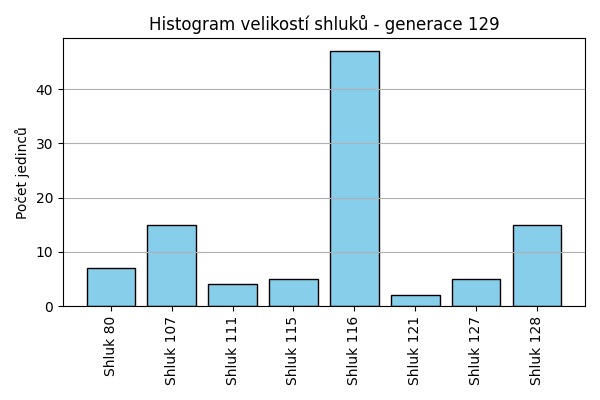 Histogram velikostí shluků - generace 129
Počet jedinců
40
30
20
10
0
Shluk 80
Shluk 107
Shluk 111
Shluk 115
Shluk 116
Shluk 121
Shluk 127
Shluk 128